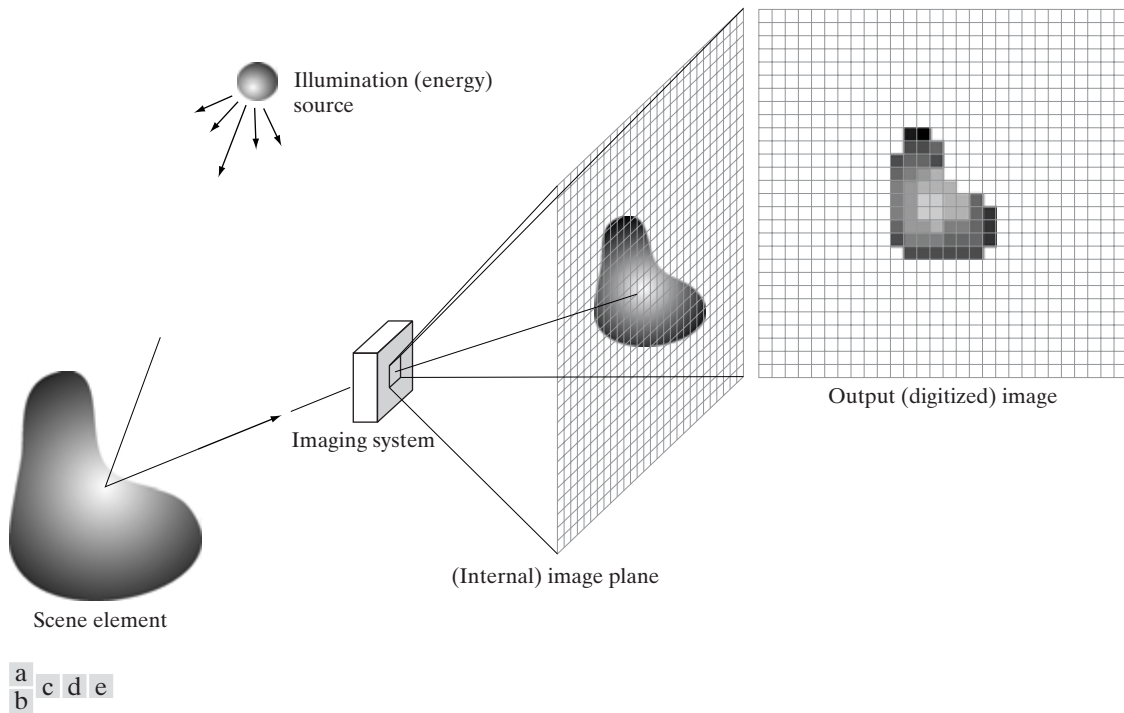 Illumination (energy)
source
Output (digitized) image
Imaging system
(Internal) image plane
Scene element
a
b
c d e